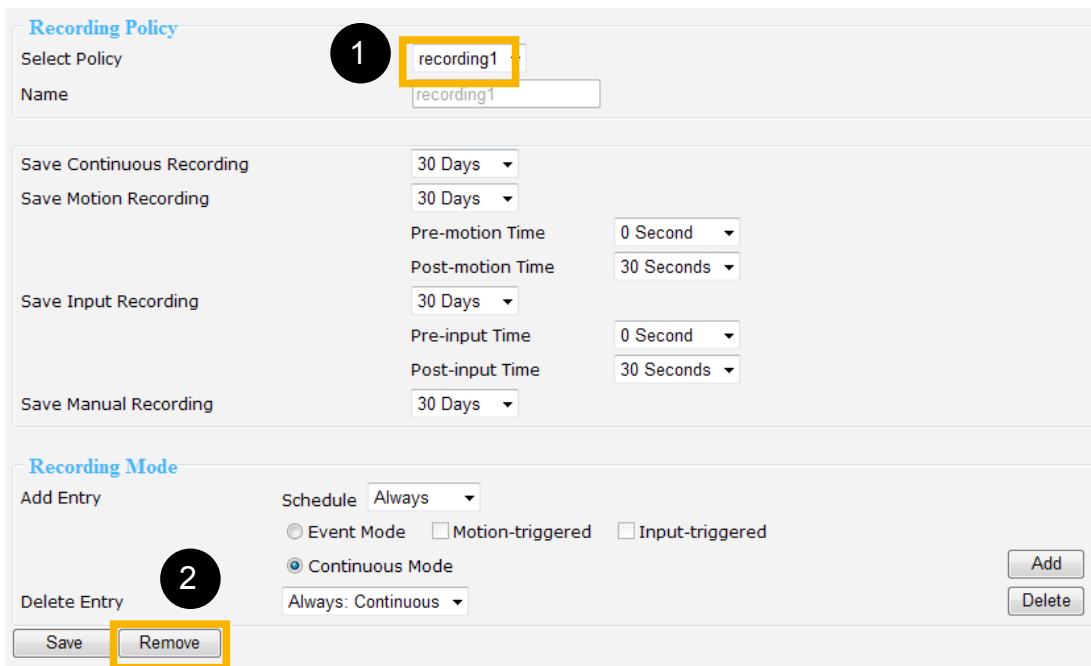 Recording Policy
Select Policy 1 recording1
Name recording1
Save Continuous Recording 30 Days
Save Motion Recording 30 Days
Pre-motion Time 0 Second
Post-motion Time 30 Seconds
Save Input Recording 30 Days
Pre-input Time 0 Second
Post-input Time 30 Seconds
Save Manual Recording 30 Days
Recording Mode
Add Entry Schedule Always
Event Mode Motion-triggered Input-triggered
Continuous Mode Add
2
Delete Entry Always: Continuous Delete
Save Remove